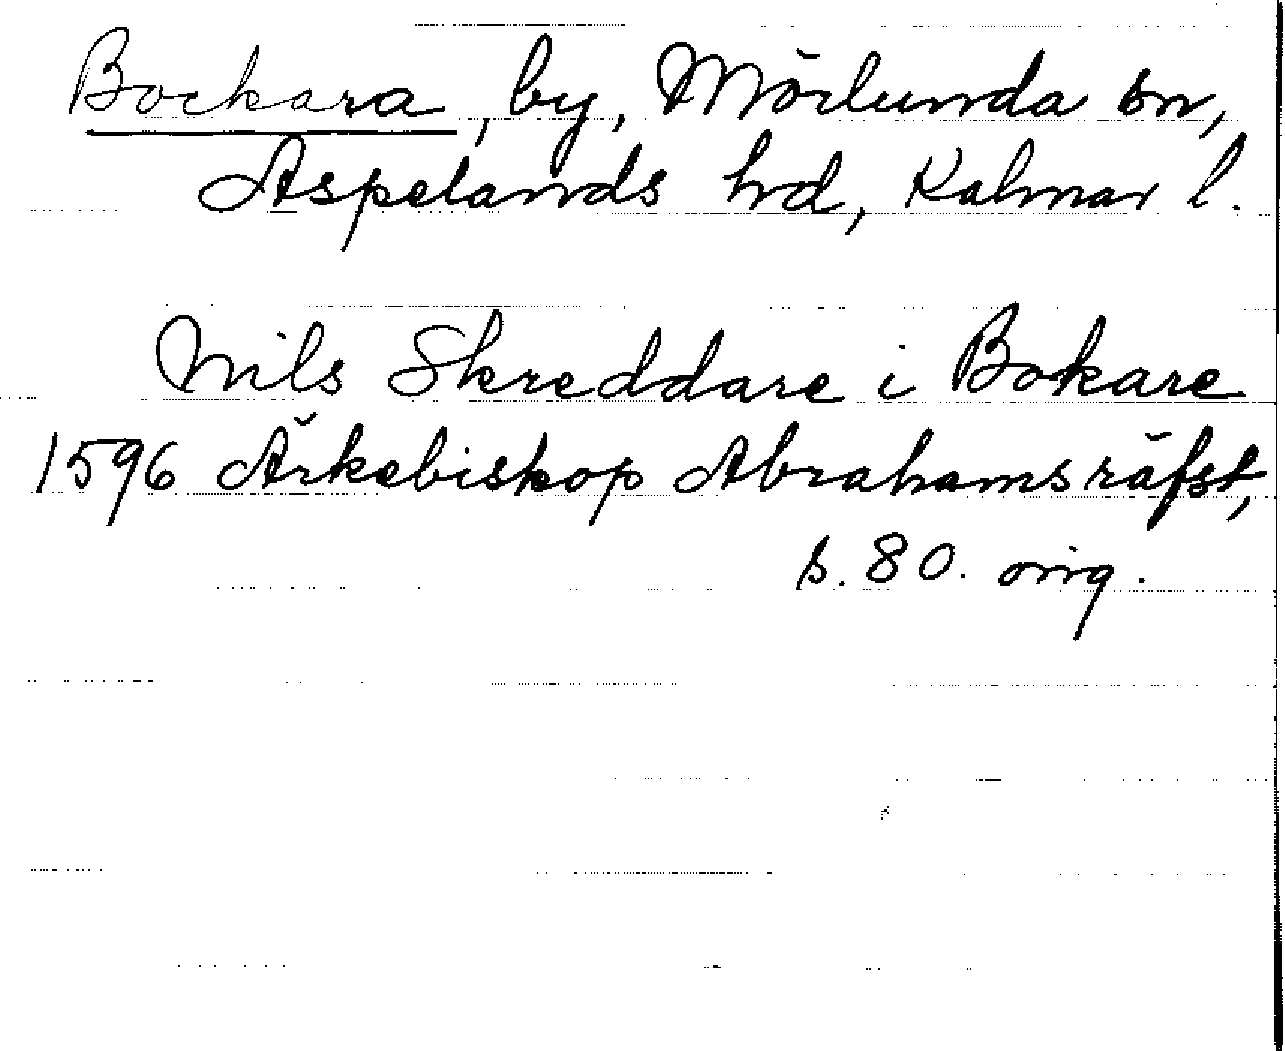 Bockara, by, Mörlunda sn,
Aspelands hd, Kalmar l.
Nils Skreddare i Bokare
1596 Ärkebiskop Abrahams räfst,
s. 80. orig.